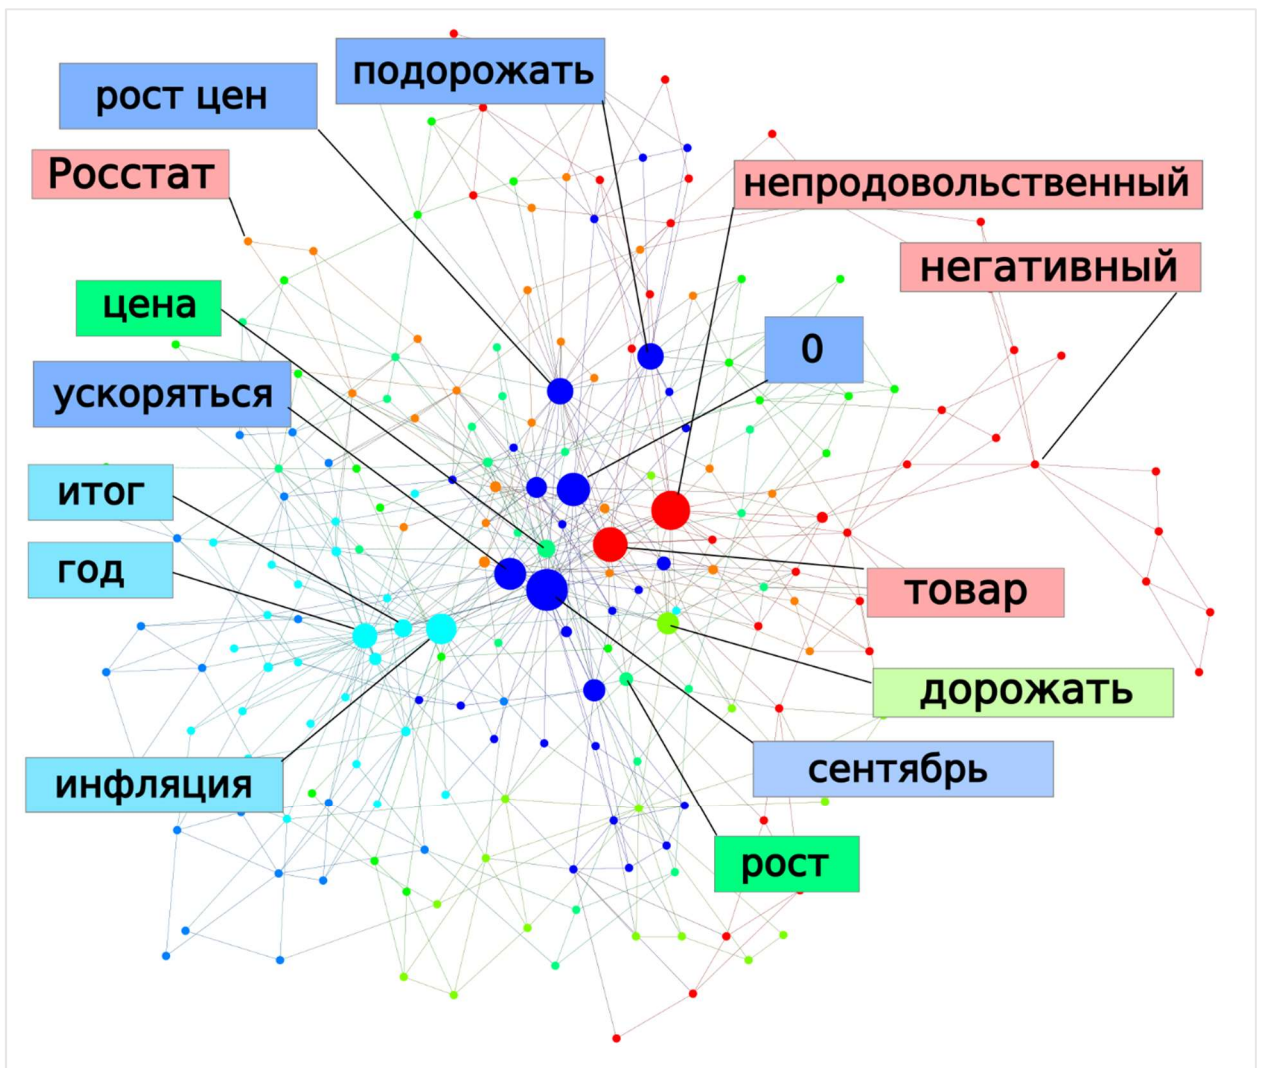 подорожать
рост цен
Росстат
непродовольственный
негативный
цена
0
ускоряться
итог
год
товар
дорожать
сентябрь
инфляция
рост